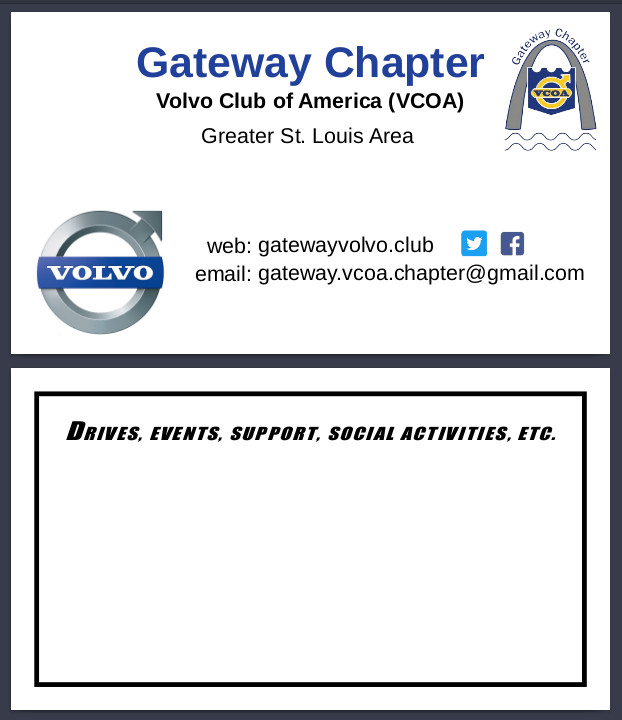 Gateway Chapter
Gateway Chapter
Volvo Club of America (VCOA)
VCOA
Greater St. Louis Area
VOLVO
web: gatewayvolvo.club
email: gateway.vcoa.chapter@gmail.com
Drives, events, support, social activities, etc.